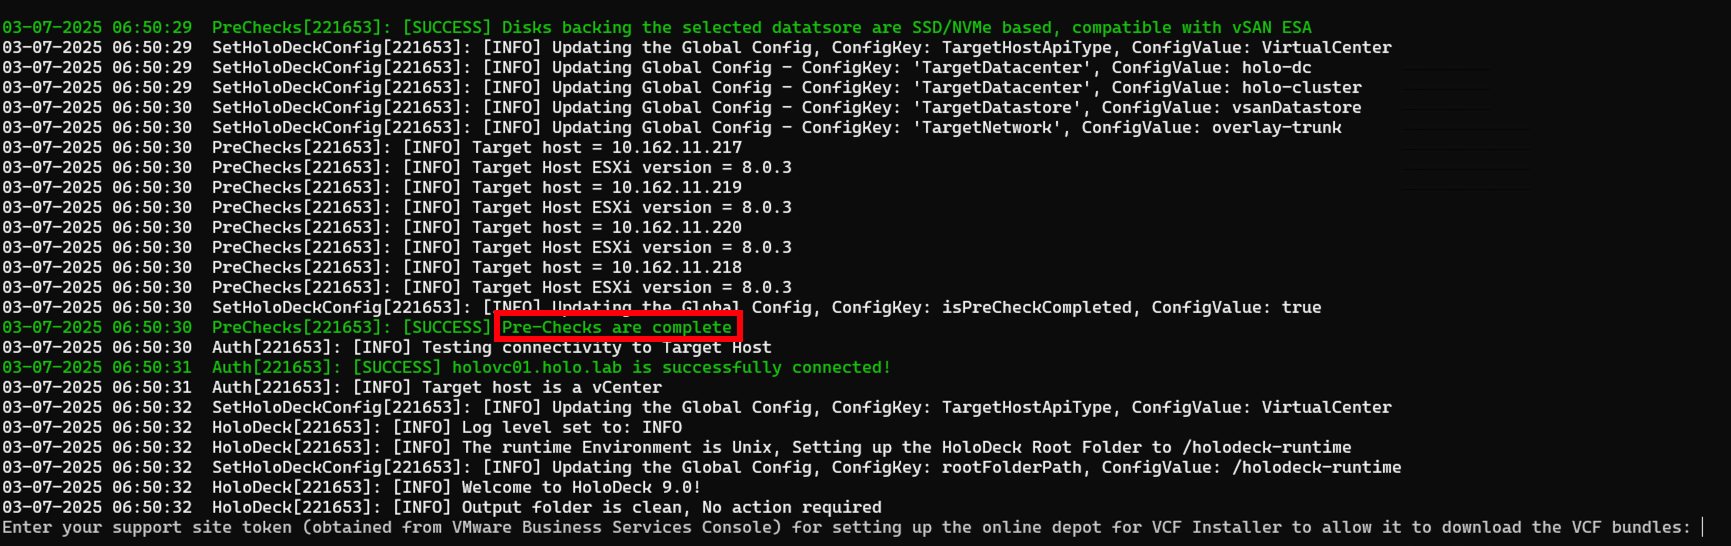 03-07-2025 06:50:29  PreChecks[221653]: [SUCCESS] Disks backing the selected datatsore are SSD/NVMe based, compatible with vSAN ESA
03-07-2025 06:50:29  SetHoloDeckConfig[221653]: [INFO] Updating the Global Config, ConfigKey: TargetHostApiType, ConfigValue: VirtualCenter
03-07-2025 06:50:29  SetHoloDeckConfig[221653]: [INFO] Updating Global Config - ConfigKey: 'TargetDatacenter', ConfigValue: holo-dc
03-07-2025 06:50:29  SetHoloDeckConfig[221653]: [INFO] Updating Global Config - ConfigKey: 'TargetDatacenter', ConfigValue: holo-cluster
03-07-2025 06:50:30  SetHoloDeckConfig[221653]: [INFO] Updating Global Config - ConfigKey: 'TargetDatastore', ConfigValue: vsanDatastore
03-07-2025 06:50:30  SetHoloDeckConfig[221653]: [INFO] Updating Global Config - ConfigKey: 'TargetNetwork', ConfigValue: overlay-trunk
03-07-2025 06:50:30  PreChecks[221653]: [INFO] Target host = 10.162.11.217
03-07-2025 06:50:30  PreChecks[221653]: [INFO] Target Host ESXi version = 8.0.3
03-07-2025 06:50:30  PreChecks[221653]: [INFO] Target host = 10.162.11.219
03-07-2025 06:50:30  PreChecks[221653]: [INFO] Target Host ESXi version = 8.0.3
03-07-2025 06:50:30  PreChecks[221653]: [INFO] Target host = 10.162.11.220
03-07-2025 06:50:30  PreChecks[221653]: [INFO] Target Host ESXi version = 8.0.3
03-07-2025 06:50:30  PreChecks[221653]: [INFO] Target host = 10.162.11.218
03-07-2025 06:50:30  PreChecks[221653]: [INFO] Target Host ESXi version = 8.0.3
03-07-2025 06:50:30  SetHoloDeckConfig[221653]: [INFO] Updating the Global Config, ConfigKey: isPreCheckCompleted, ConfigValue: true
03-07-2025 06:50:30  PreChecks[221653]: [SUCCESS] Pre-Checks are complete
03-07-2025 06:50:30  Auth[221653]: [INFO] Testing connectivity to Target Host
03-07-2025 06:50:31  Auth[221653]: [SUCCESS] holovc01.holo.lab is successfully connected!
03-07-2025 06:50:31  Auth[221653]: [INFO] Target host is a vCenter
03-07-2025 06:50:32  SetHoloDeckConfig[221653]: [INFO] Updating the Global Config, ConfigKey: TargetHostApiType, ConfigValue: VirtualCenter
03-07-2025 06:50:32  HoloDeck[221653]: [INFO] Log level set to: INFO
03-07-2025 06:50:32  HoloDeck[221653]: [INFO] The runtime Environment is Unix, Setting up the HoloDeck Root Folder to /holodeck-runtime
03-07-2025 06:50:32  SetHoloDeckConfig[221653]: [INFO] Updating the Global Config, ConfigKey: rootFolderPath, ConfigValue: /holodeck-runtime
03-07-2025 06:50:32  HoloDeck[221653]: [INFO] Welcome to HoloDeck 9.0!
03-07-2025 06:50:32  HoloDeck[221653]: [INFO] Output folder is clean, No action required
Enter your support site token (obtained from VMware Business Services Console) for setting up the online depot for VCF Installer to allow it to download the VCF bundles: